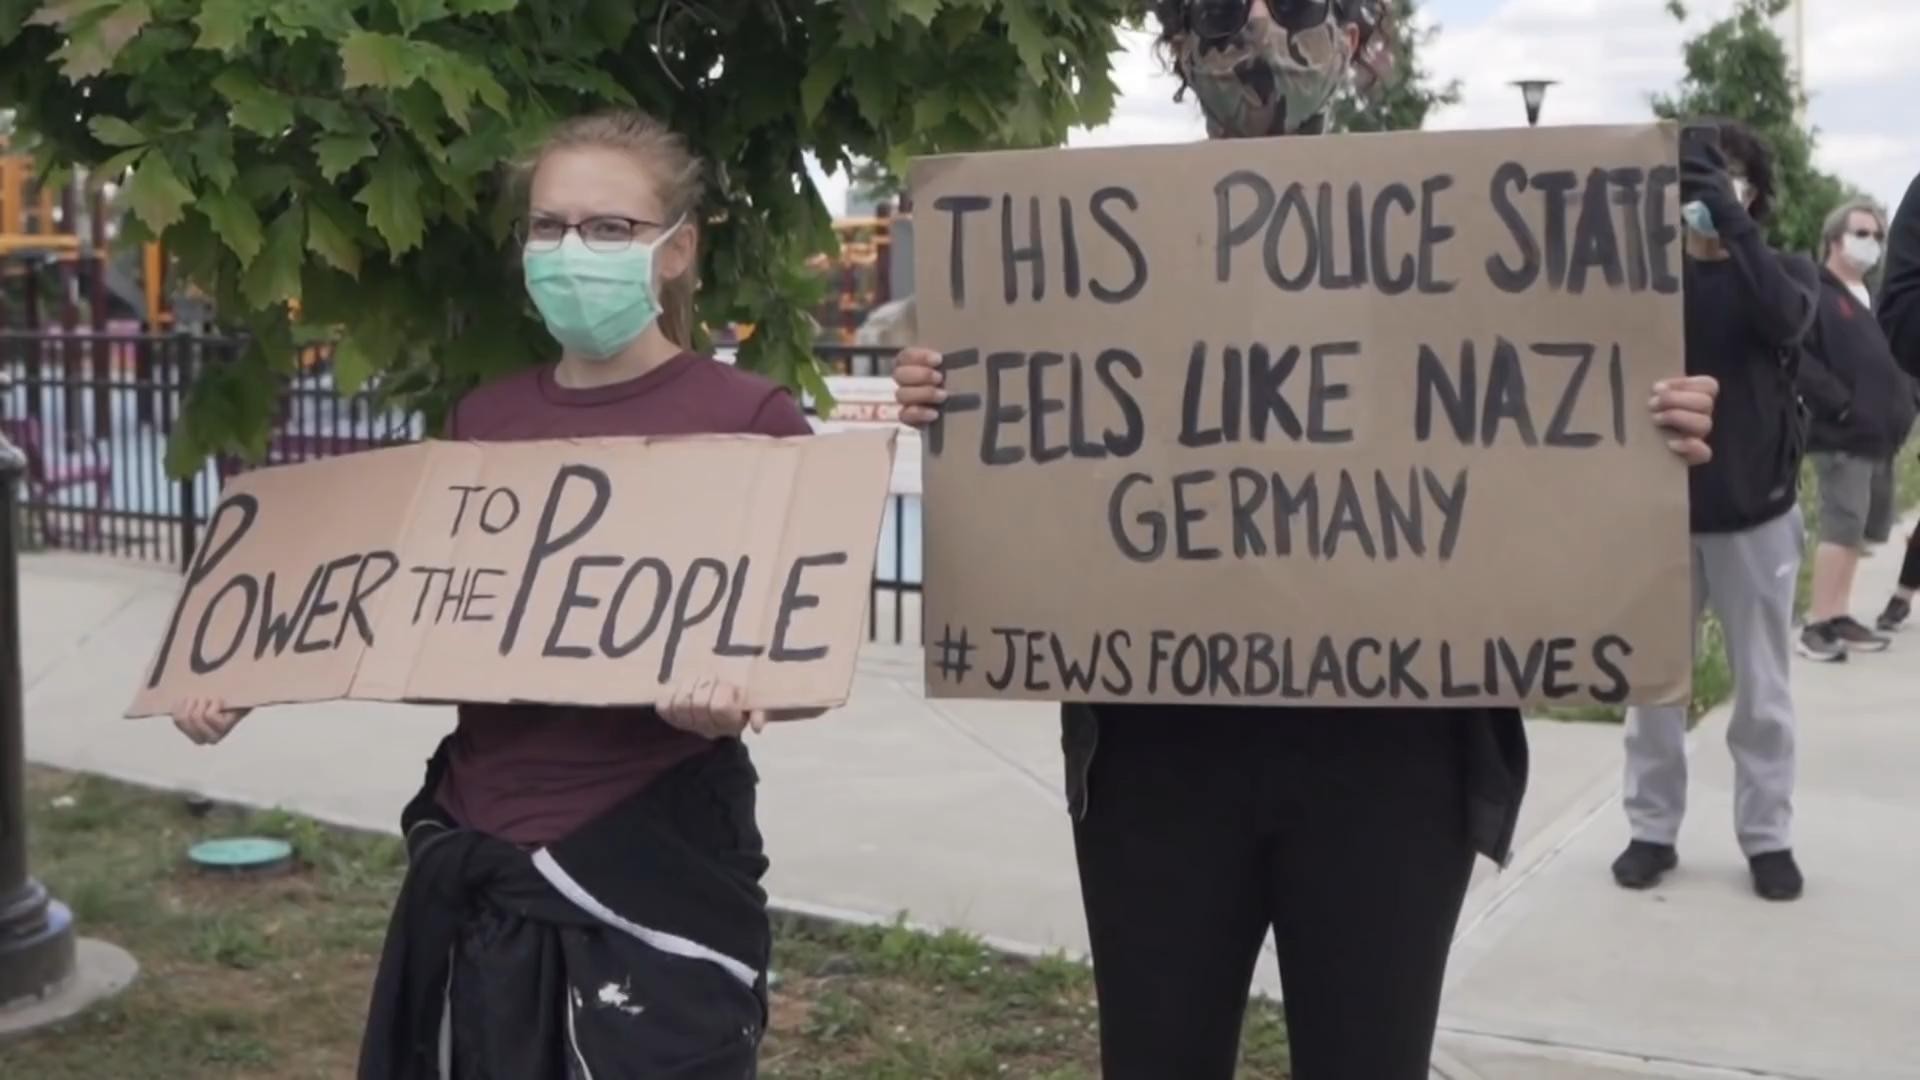 POWER TO THE PEOPLE
THIS POLICE STATE
FEELS LIKE NAZI
GERMANY
#JEWSFORBLACKLIVES